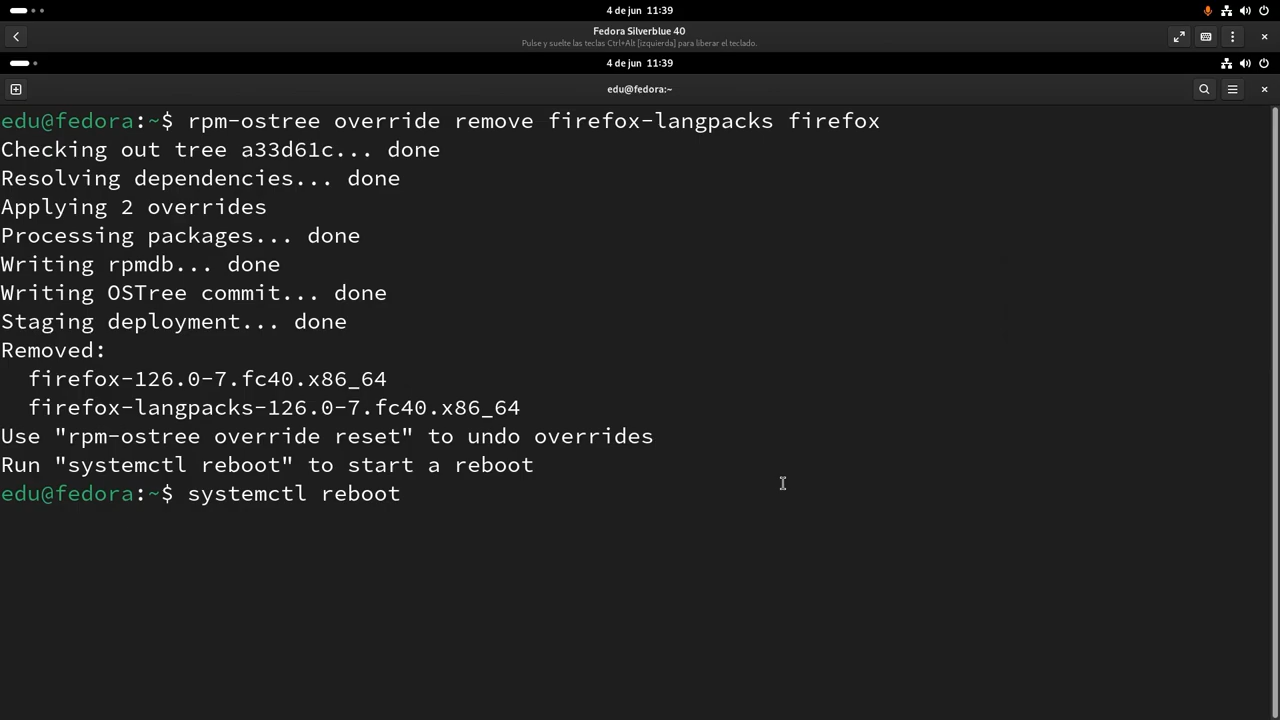 4 de jun 11:39
Fedora Silverblue 40
Pulse y suelte las teclas Ctrl+Alt [izquierda] para liberar el teclado.
4 de jun 11:39
edu@fedora:~
edu@fedora:~$ rpm-ostree override remove firefox-langpacks firefox
Checking out tree a33d61c... done
Resolving dependencies... done
Applying 2 overrides
Processing packages... done
Writing rpmdb... done
Writing OSTree commit... done
Staging deployment... done
Removed:
  firefox-126.0-7.fc40.x86_64
  firefox-langpacks-126.0-7.fc40.x86_64
Use "rpm-ostree override reset" to undo overrides
Run "systemctl reboot" to start a reboot
edu@fedora:~$ systemctl reboot